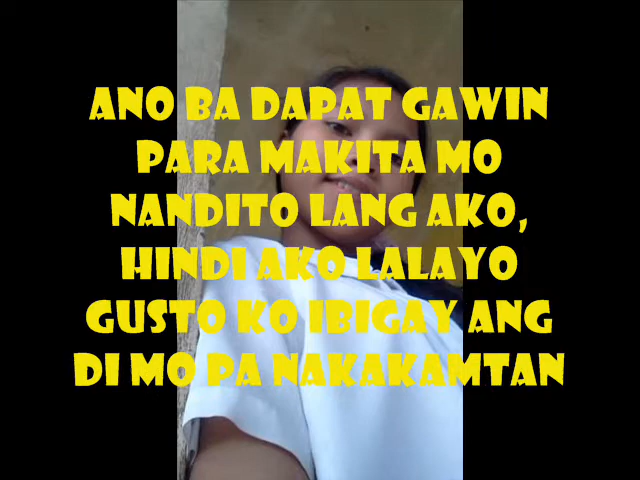 ANO BA DAPAT GAWIN
PARA MAKITA MO
NANDITO LANG AKO,
HINDI AKO LALAYO
GUSTO KO IBIGAY ANG
DI MO PA NAKAKAMTAN